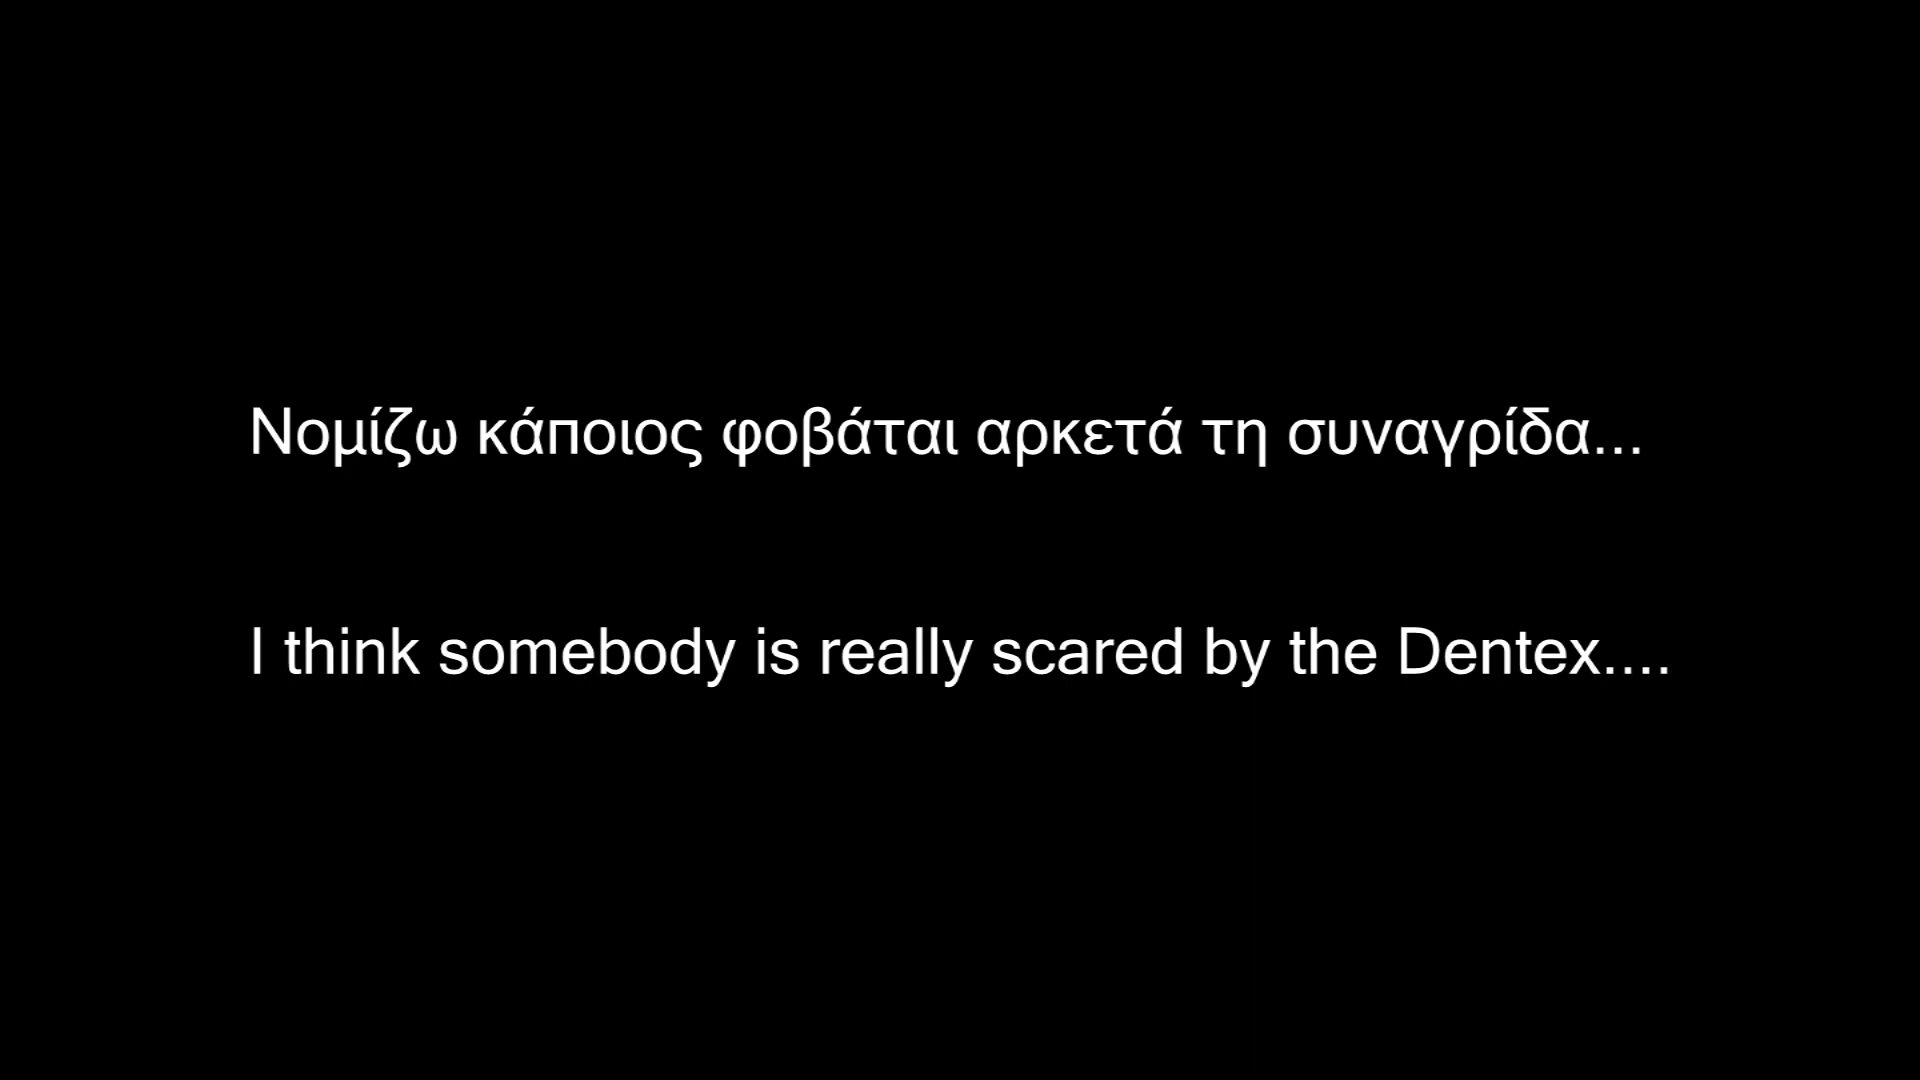 Νομίζω κάποιος φοβάται αρκετά τη συναγρίδα...
I think somebody is really scared by the Dentex....